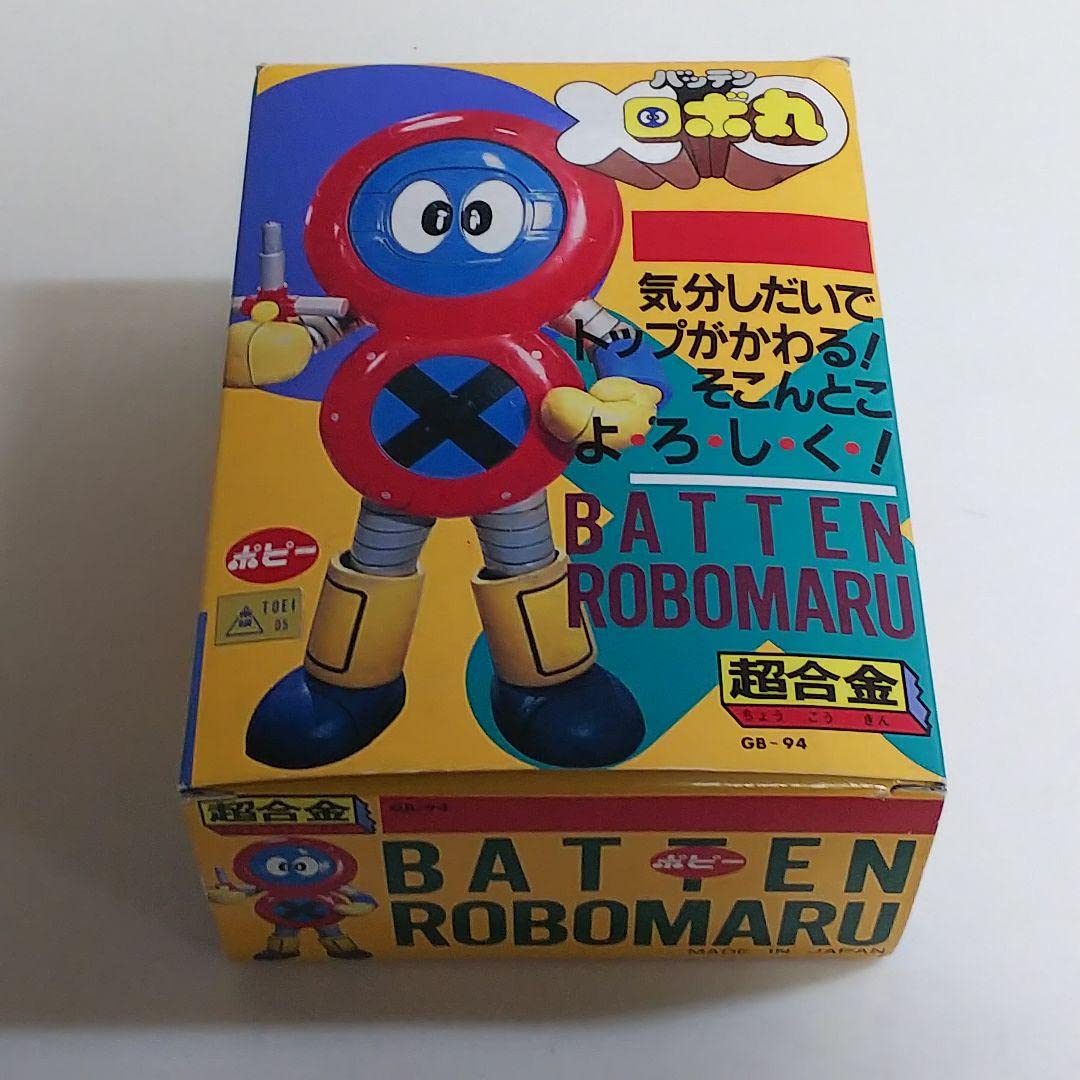 バッテン
ロボ丸
気分しだいで
トップがかわる!
そこんとこ
よ・ろ・し・く・!
BATTEN
ROBOMARU
ポピー
TOEI
05
超合金
ちょう ごう きん
GB-94
超合金
GB-94
BATTEN
ポピー
ROBOMARU
MADE IN JAPAN